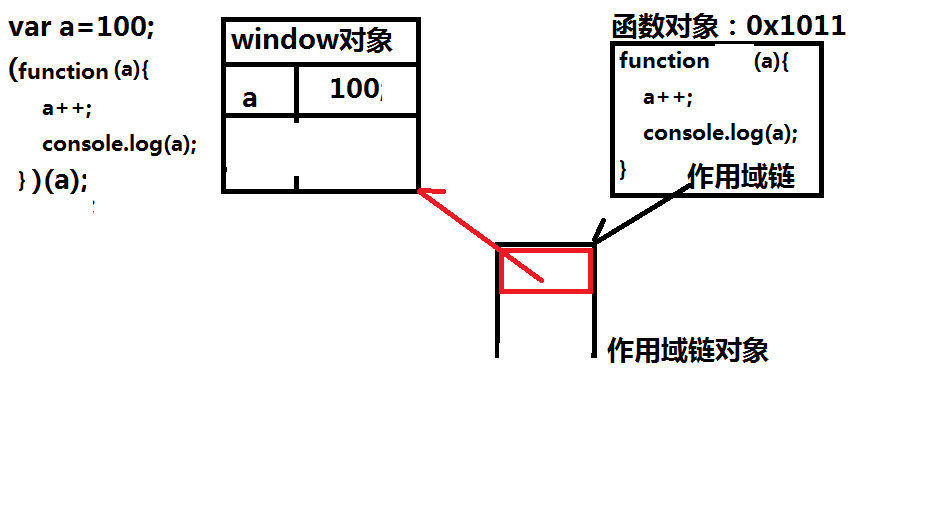 var a=100;
(function (a){
a++;
console.log(a);
} )(a);
;
window对象
a 100;
函数对象：0x1011
function (a){
a++;
console.log(a);
}
作用域链
作用域链对象